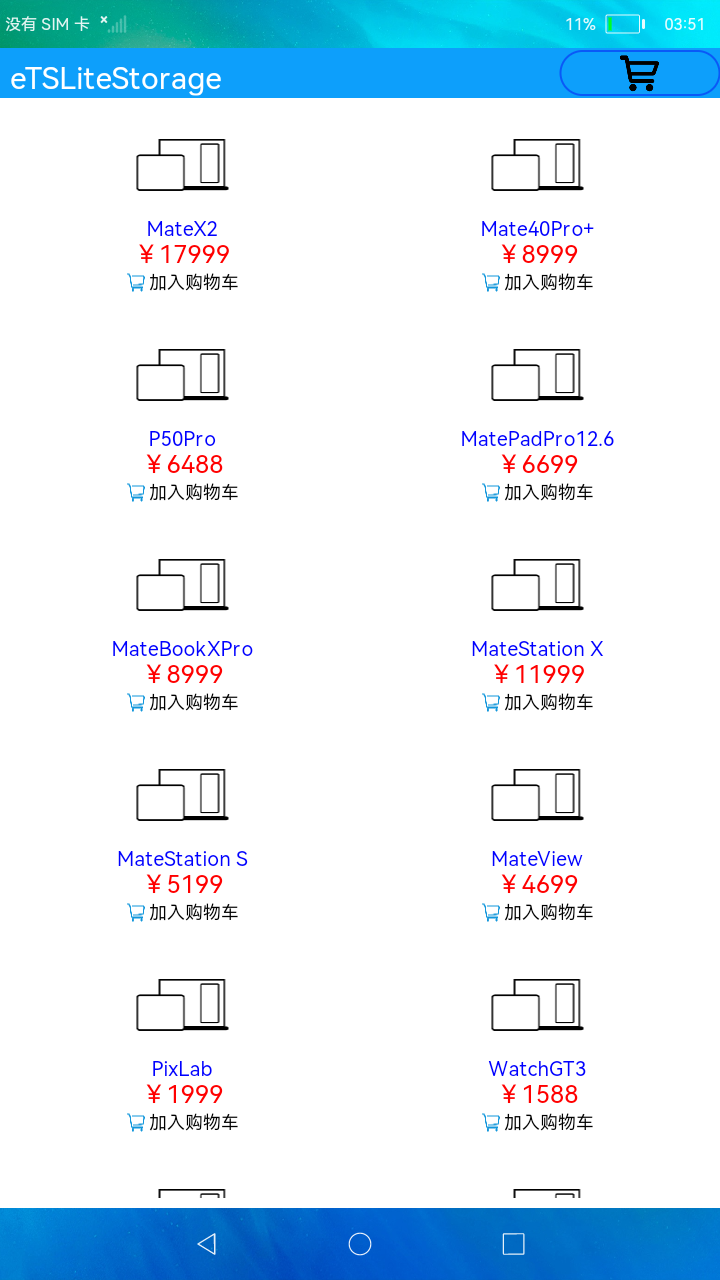 没有 SIM 卡 11% 03:51
eTSLiteStorage
MateX2 Mate40Pro+
￥17999 ￥8999
加入购物车 加入购物车
P50Pro MatePadPro12.6
￥6488 ￥6699
加入购物车 加入购物车
MateBookXPro MateStation X
￥8999 ￥11999
加入购物车 加入购物车
MateStation S MateView
￥5199 ￥4699
加入购物车 加入购物车
PixLab WatchGT3
￥1999 ￥1588
加入购物车 加入购物车